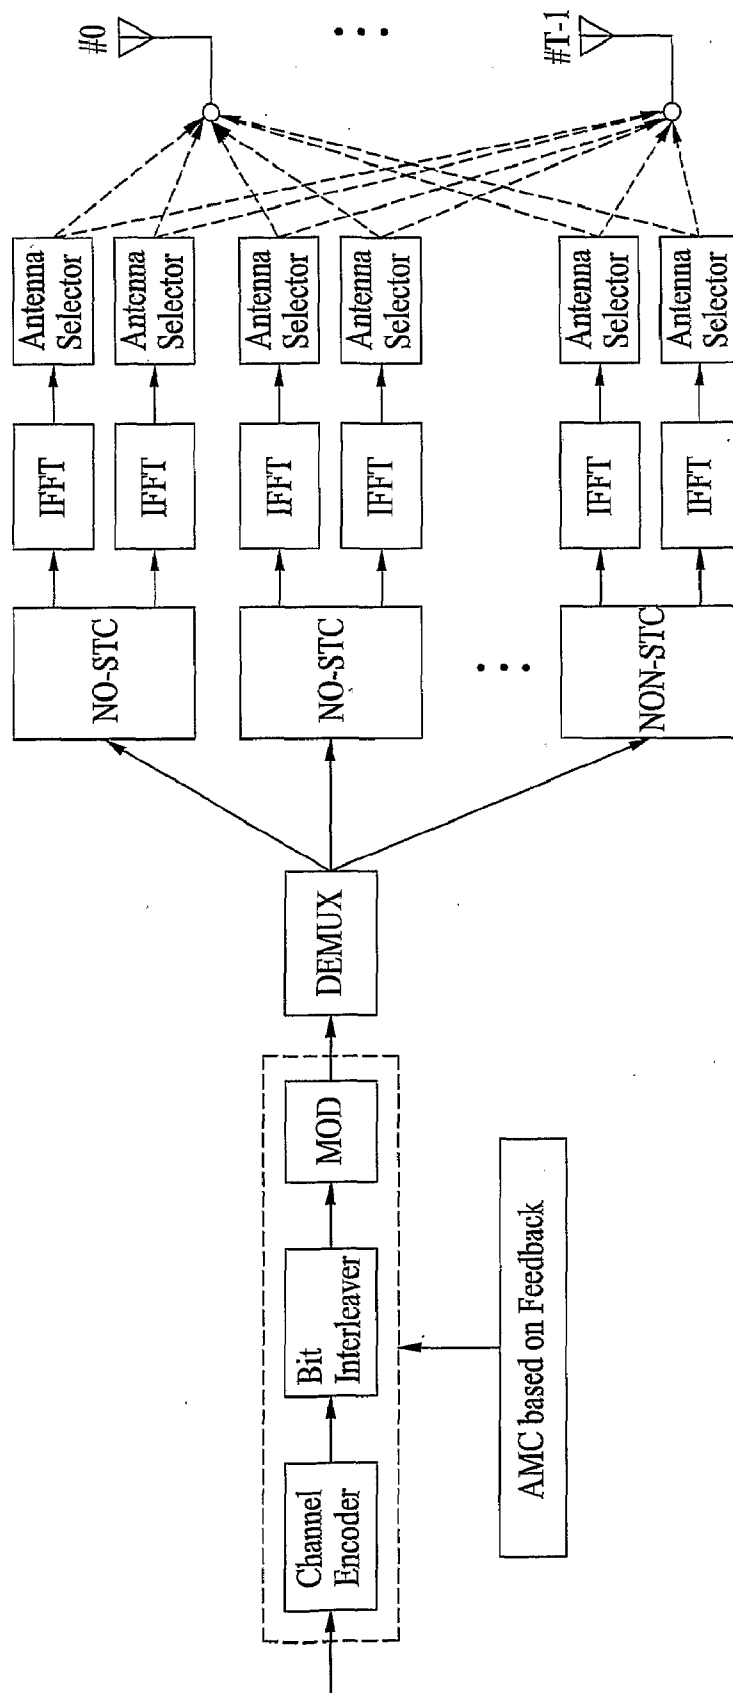 Channel
Encoder
Bit
Interleaver
MOD
AMC based on Feedback
DEMUX
NO-STC
IFFT
Antenna
Selector
IFFT
Antenna
Selector
NO-STC
IFFT
Antenna
Selector
IFFT
Antenna
Selector
NON-STC
IFFT
Antenna
Selector
IFFT
Antenna
Selector
#0
#T-1